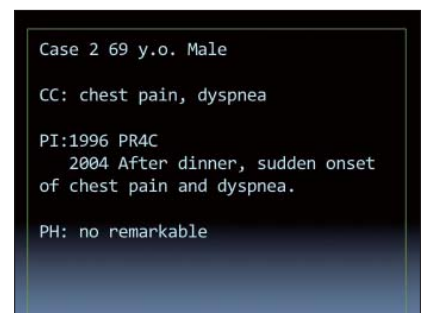 Case 2 69 y.o. Male
CC: chest pain, dyspnea
PI:1996 PR4C
2004 After dinner, sudden onset
of chest pain and dyspnea.
PH: no remarkable